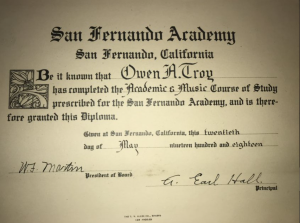 San Fernando Academy
San Fernando, California
Be it known that Owen A. Troy
has completed the Academic & Music Course of Study
prescribed for the San Fernando Academy, and is there-
fore granted this Diploma.
Given at San Fernando, California, this twentieth
day of May nineteen hundred and eighteen
W F Martin
President of Board
G. Earl Hall
Principal